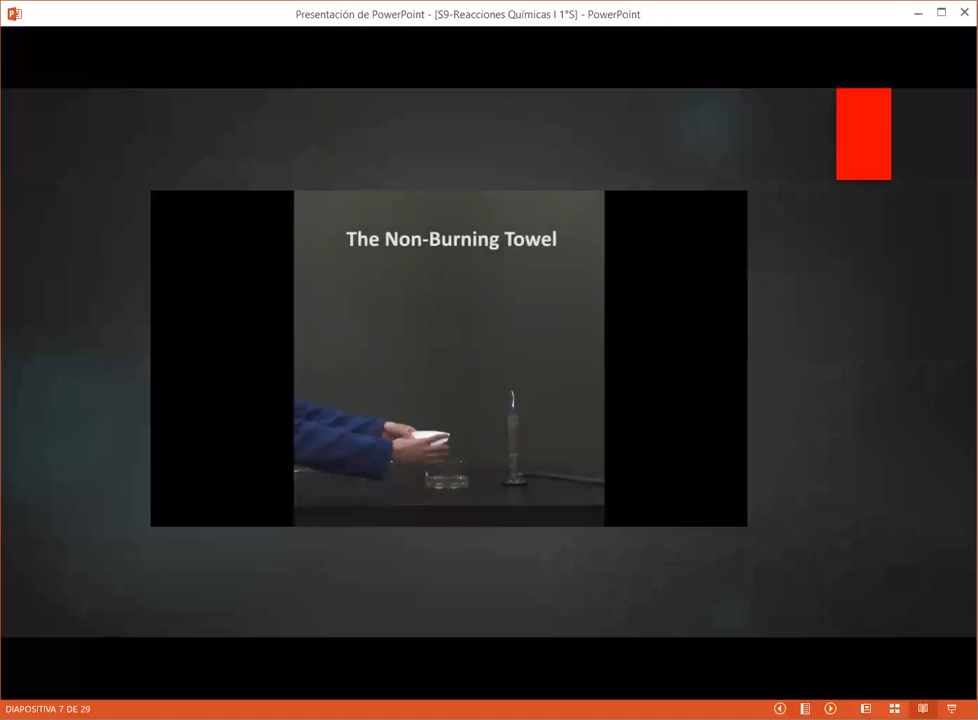 Presentación de PowerPoint - [S9-Reacciones Químicas I 1°S] - PowerPoint
The Non-Burning Towel
DIAPOSITIVA 7 DE 29